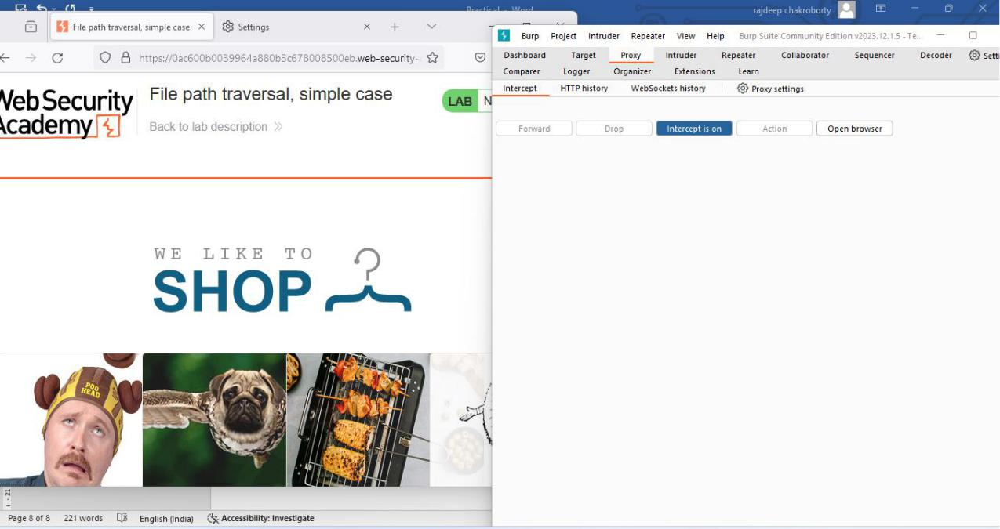 Practical - Word
rajdeep chakroborty
File path traversal, simple case
Settings
https://0ac600b0039964a880b3c678008500eb.web-security-
Web Security
Academy
File path traversal, simple case
Back to lab description
LAB
N
WE LIKE TO
SHOP
POO
HEAD
Page 8 of 8 221 words English (India) Accessibility: Investigate
21
Burp Project Intruder Repeater View Help Burp Suite Community Edition v2023.12.1.5 - Te...
Dashboard Target Proxy Intruder Repeater Collaborator Sequencer Decoder Setti
Comparer Logger Organizer Extensions Learn
Intercept HTTP history WebSockets history Proxy settings
Forward Drop Intercept is on Action Open browser